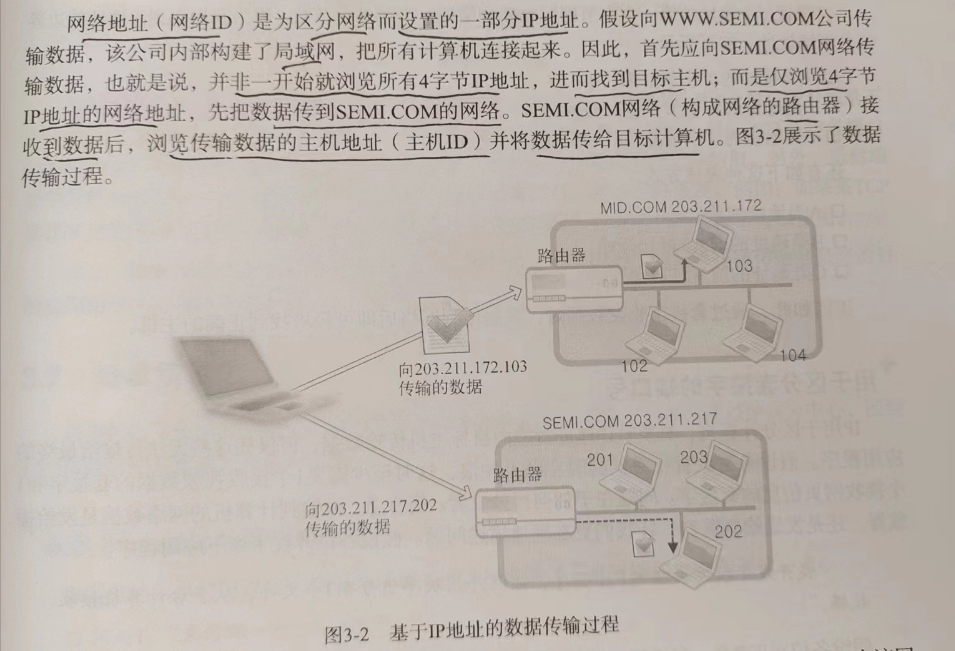 网络地址（网络ID）是为区分网络而设置的一部分IP地址。假设向WWW.SEMI.COM公司传
输数据，该公司内部构建了局域网，把所有计算机连接起来。因此，首先应向SEMI.COM网络传
输数据，也就是说，并非一开始就浏览所有4字节IP地址，进而找到目标主机；而是仅浏览4字节
IP地址的网络地址，先把数据传到SEMI.COM的网络。SEMI.COM网络（构成网络的路由器）接
收到数据后，浏览传输数据的主机地址（主机ID）并将数据传给目标计算机。图3-2展示了数据
传输过程。
MID.COM 203.211.172
路由器
103
102
104
向203.211.172.103
传输的数据
SEMI.COM 203.211.217
201
203
路由器
向203.211.217.202
传输的数据
202
图3-2 基于IP地址的数据传输过程